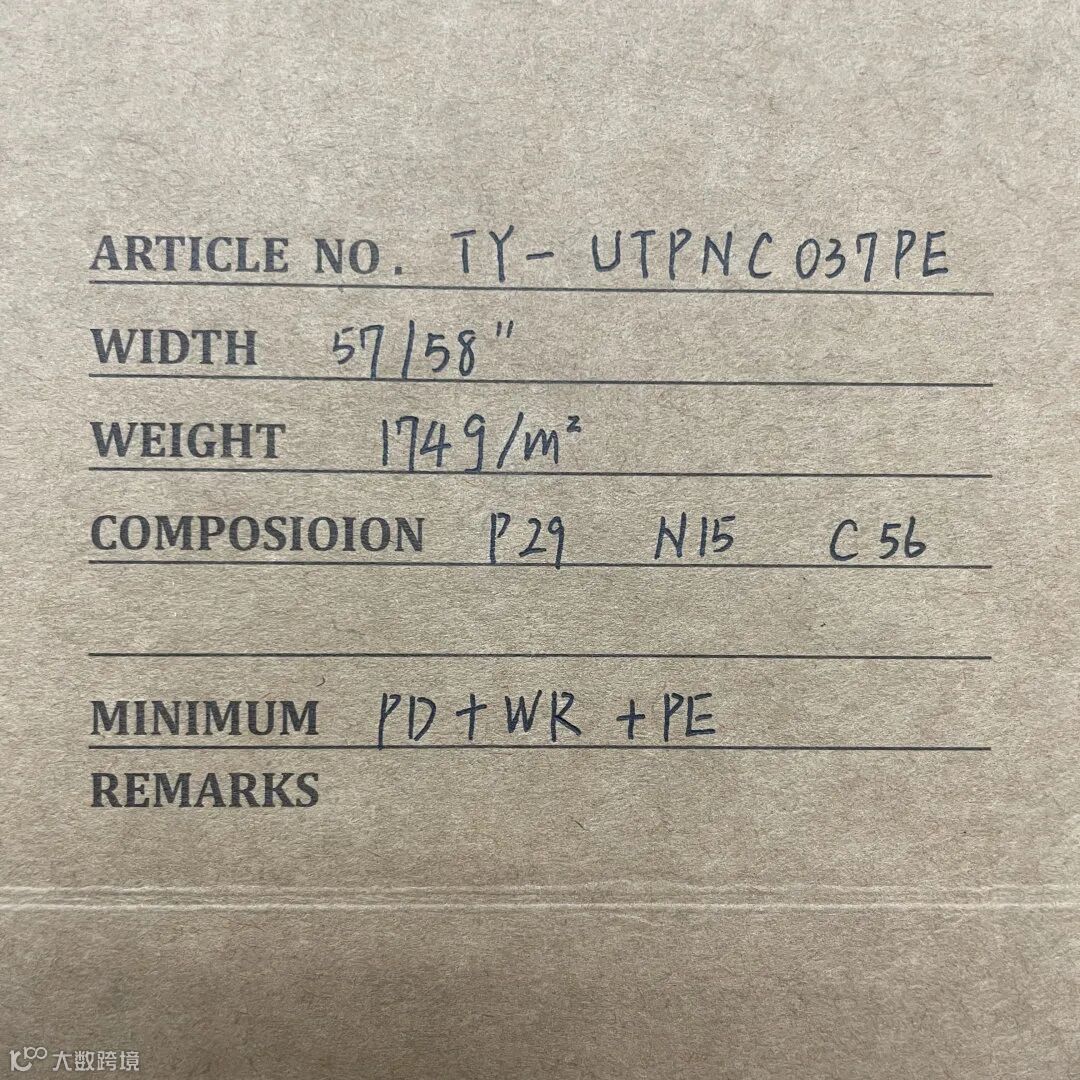 ARTICLE NO. TY- UTPNC037PE
WIDTH 57/58"
WEIGHT 174g/m²
COMPOSIOION P29 N15 C56
MINIMUM PD+WR+PE
REMARKS
大数跨境